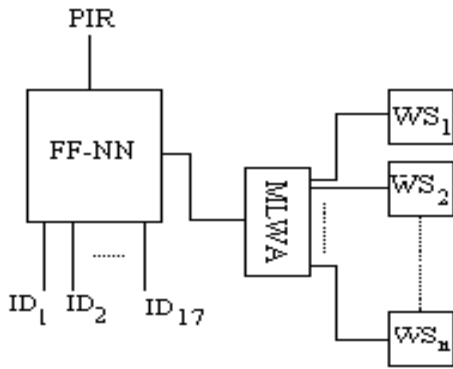 PIR
FF-NN
MLWA
WS1
WS2
WSn
ID1 ID2 ...... ID17